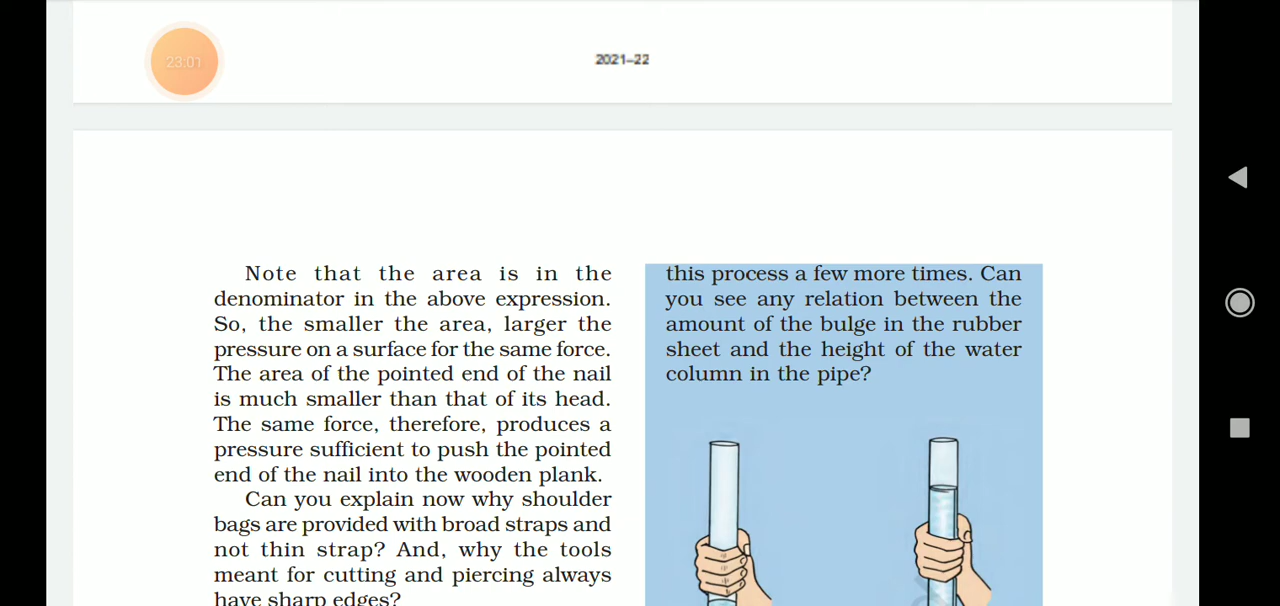 23:01
2021–22
Note that the area is in the
denominator in the above expression.
So, the smaller the area, larger the
pressure on a surface for the same force.
The area of the pointed end of the nail
is much smaller than that of its head.
The same force, therefore, produces a
pressure sufficient to push the pointed
end of the nail into the wooden plank.
Can you explain now why shoulder
bags are provided with broad straps and
not thin strap? And, why the tools
meant for cutting and piercing always
have sharp edges?
this process a few more times. Can
you see any relation between the
amount of the bulge in the rubber
sheet and the height of the water
column in the pipe?